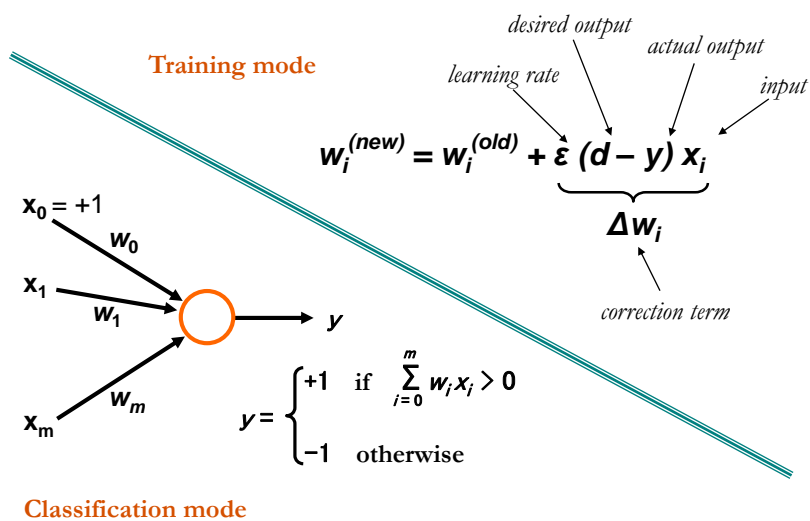 Training mode
desired output
actual output
learning rate
input
w_i^(new) = w_i^(old) + ε (d – y) x_i
Δw_i
correction term
x_0 = +1
w_0
x_1
w_1
y
w_m
x_m
y = { +1 if ∑_{i=0}^{m} w_i x_i > 0
−1 otherwise
Classification mode